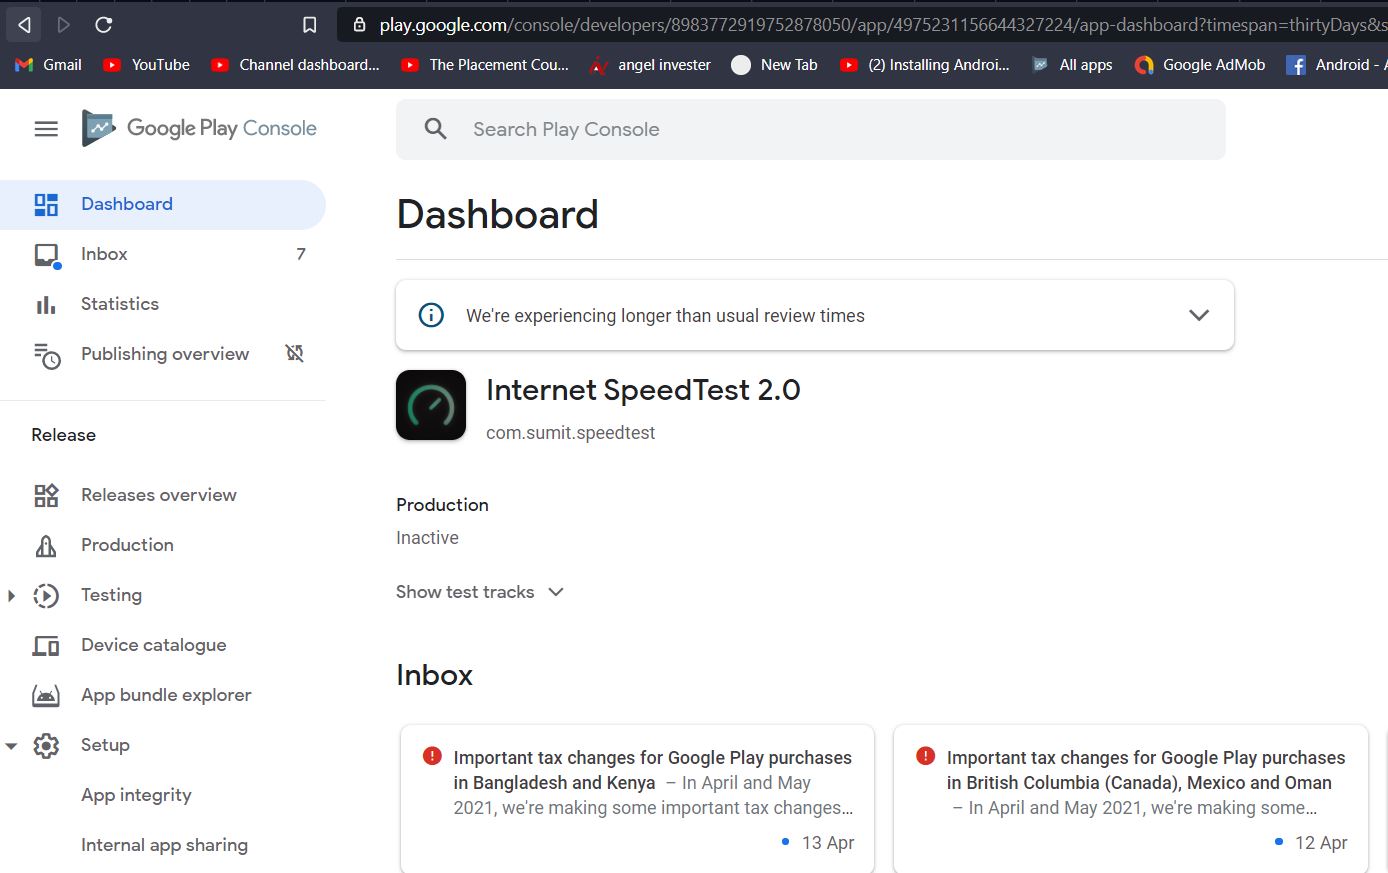 play.google.com/console/developers/8983772919752878050/app/4975231156644327224/app-dashboard?timespan=thirtyDays&s
Gmail YouTube Channel dashboard... The Placement Cou... angel invester New Tab (2) Installing Androi... All apps Google AdMob Android - A
Google Play Console
Search Play Console
Dashboard
Inbox 7
Statistics
Publishing overview
Release
Releases overview
Production
Testing
Device catalogue
App bundle explorer
Setup
App integrity
Internal app sharing
Dashboard
We're experiencing longer than usual review times
Internet SpeedTest 2.0
com.sumit.speedtest
Production
Inactive
Show test tracks
Inbox
Important tax changes for Google Play purchases
in Bangladesh and Kenya – In April and May
2021, we're making some important tax changes…
13 Apr
Important tax changes for Google Play purchases
in British Columbia (Canada), Mexico and Oman
– In April and May 2021, we're making some…
12 Apr